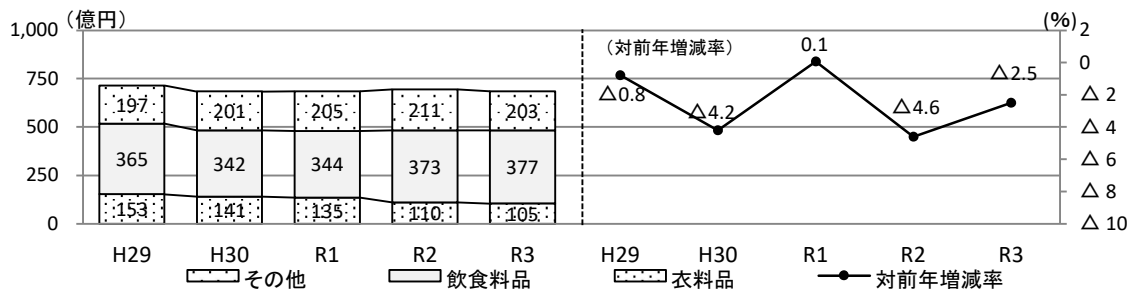 1,000 （億円） (%) 2
（対前年増減率） 0.1
0
750 197 201 205 211 203 △0.8 △4.2 △4.6 △2.5 △ 2
500 △ 4
365 342 344 373 377 △ 6
250 △ 8
153 141 135 110 105
0 △ 10
H29 H30 R1 R2 R3 H29 H30 R1 R2 R3
その他 飲食料品 衣料品 対前年増減率